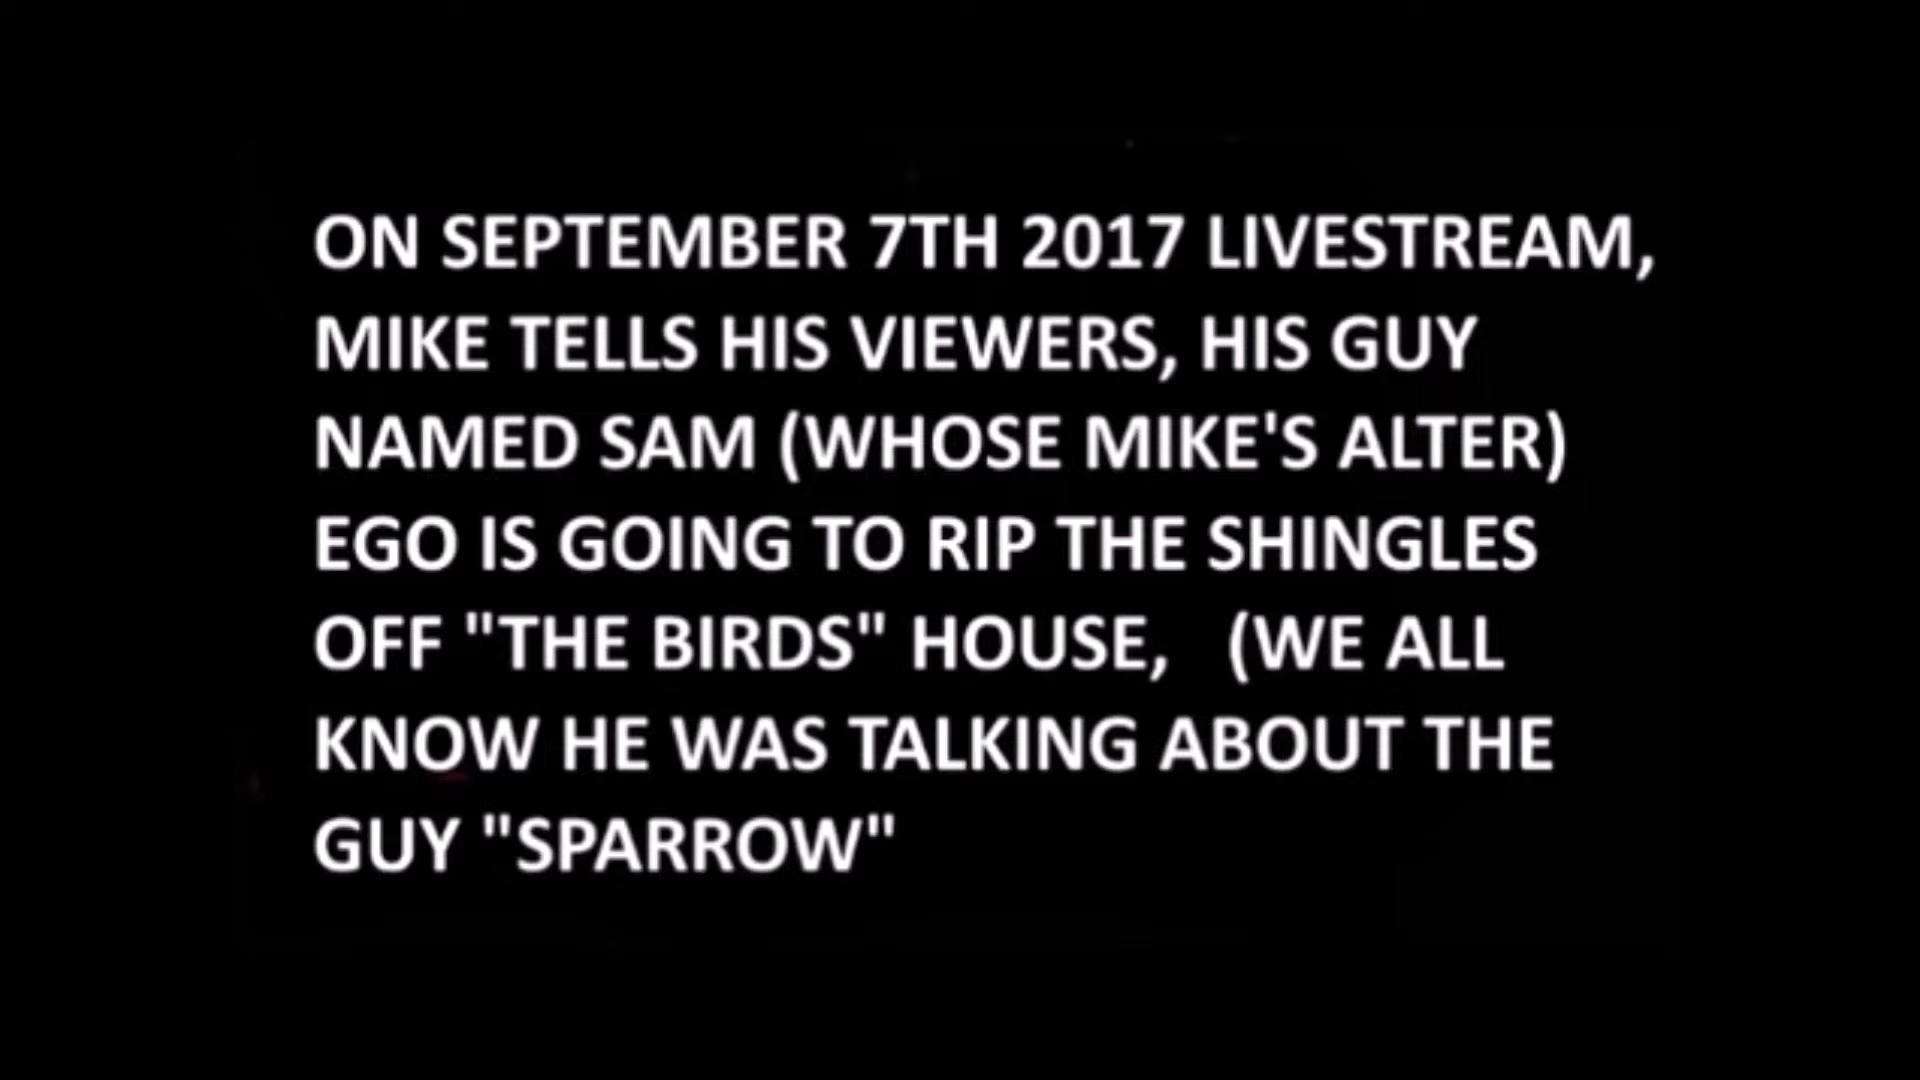 ON SEPTEMBER 7TH 2017 LIVESTREAM,
MIKE TELLS HIS VIEWERS, HIS GUY
NAMED SAM (WHOSE MIKE'S ALTER)
EGO IS GOING TO RIP THE SHINGLES
OFF "THE BIRDS" HOUSE,   (WE ALL
KNOW HE WAS TALKING ABOUT THE
GUY "SPARROW"